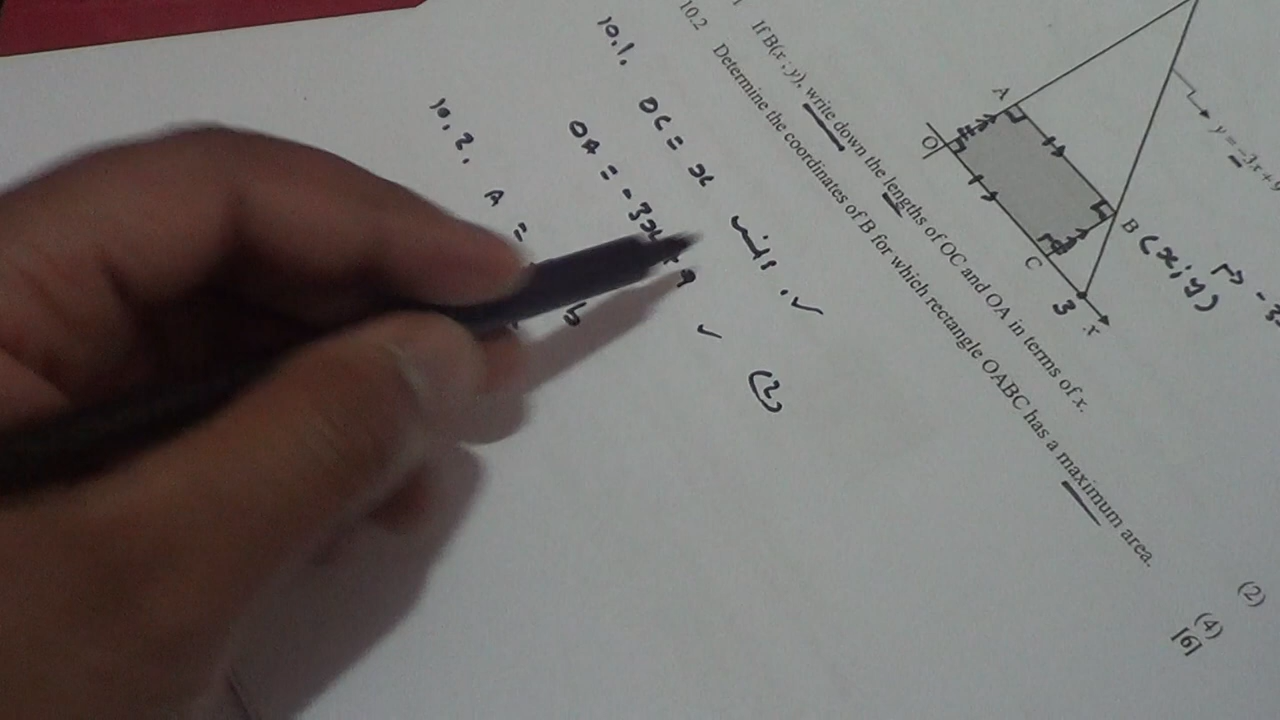 y = -3x + 9
A
O
B (x; y)
C
3
x
If B(x ; y), write down the lengths of OC and OA in terms of x.
(2)
10.2 Determine the coordinates of B for which rectangle OABC has a maximum area.
(4)
[6]
10.1. OC = x units. ✓
OA = -3x + 9 ✓ (2)
10.2. A = b